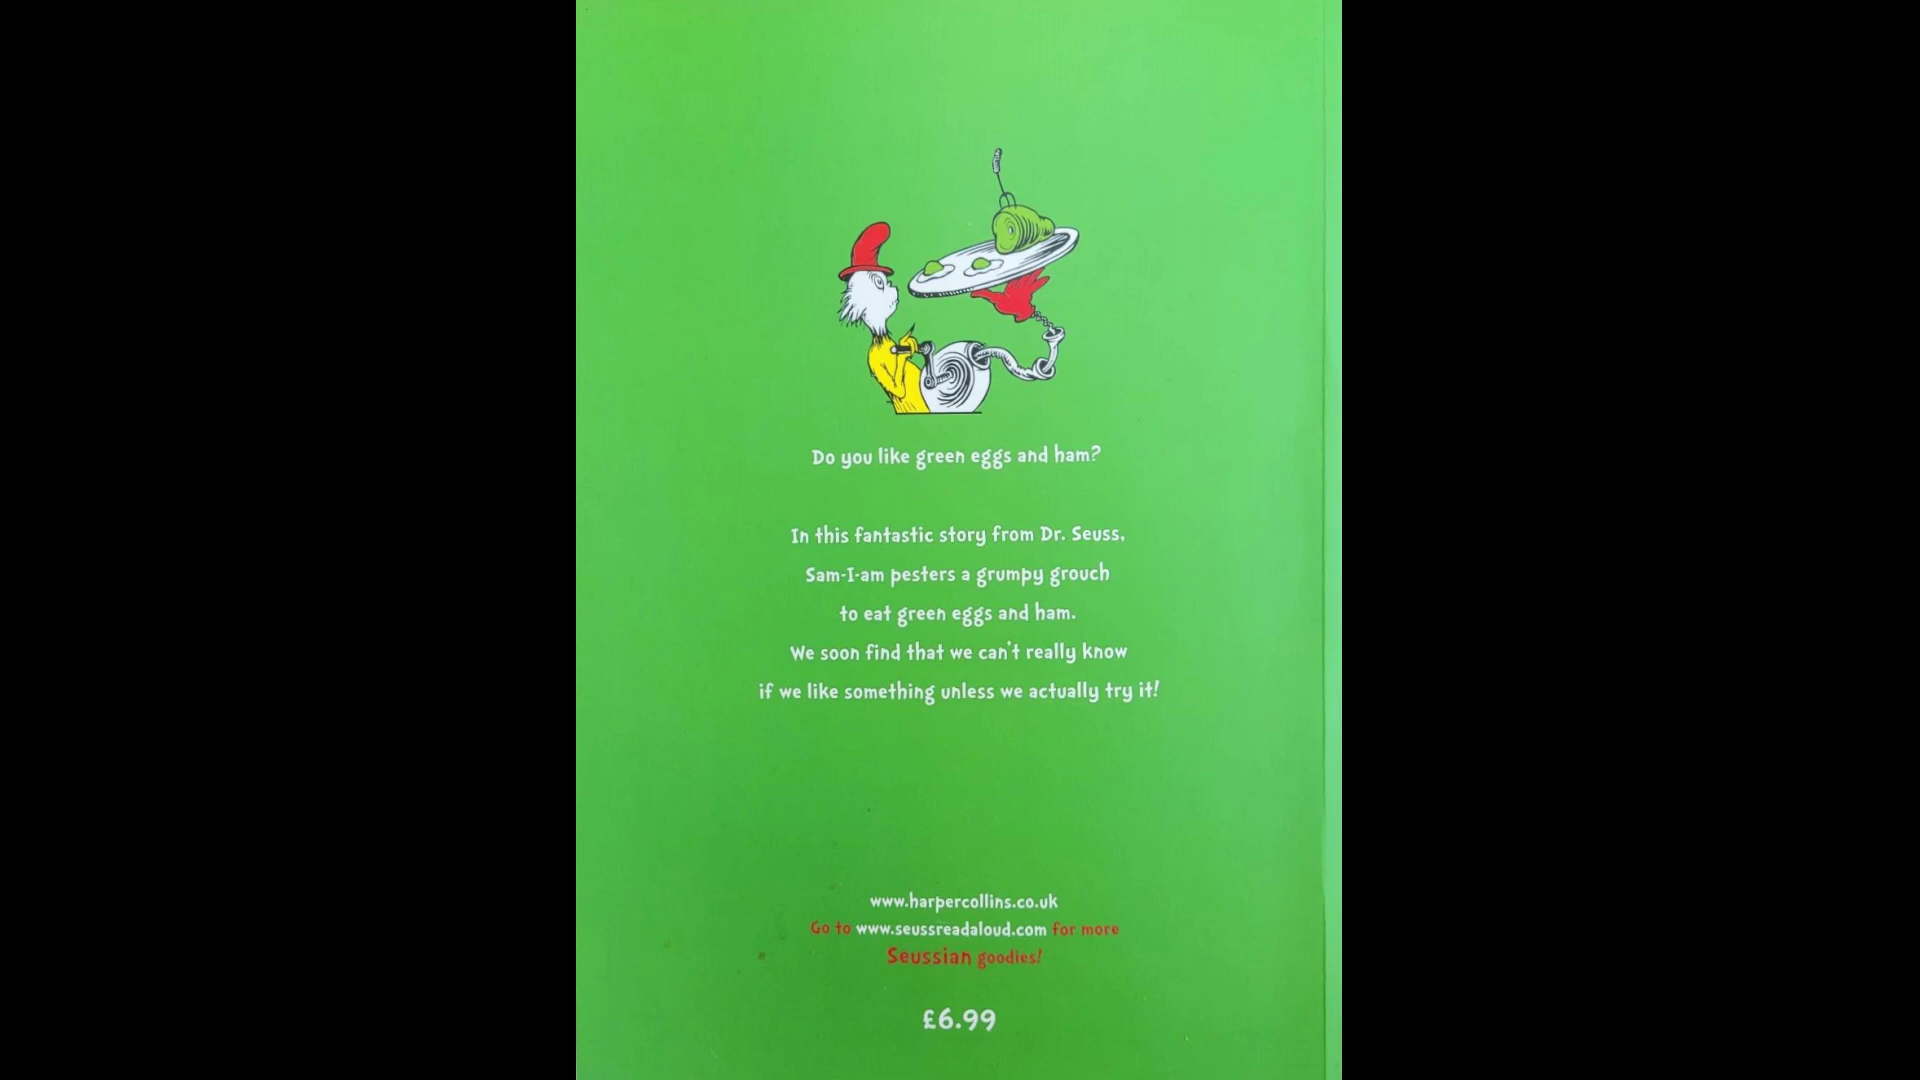 Do you like green eggs and ham?
In this fantastic story from Dr. Seuss,
Sam-I-am pesters a grumpy grouch
to eat green eggs and ham.
We soon find that we can't really know
if we like something unless we actually try it!
www.harpercollins.co.uk
Go to www.seussreadaloud.com for more
Seussian goodies!
£6.99